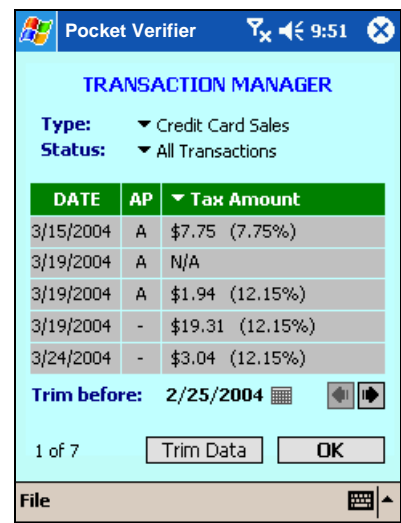 Pocket Verifier 9:51
TRANSACTION MANAGER
Type: Credit Card Sales
Status: All Transactions
DATE AP Tax Amount
3/15/2004 A $7.75 (7.75%)
3/19/2004 A N/A
3/19/2004 A $1.94 (12.15%)
3/19/2004 - $19.31 (12.15%)
3/24/2004 - $3.04 (12.15%)
Trim before: 2/25/2004
1 of 7 Trim Data OK
File